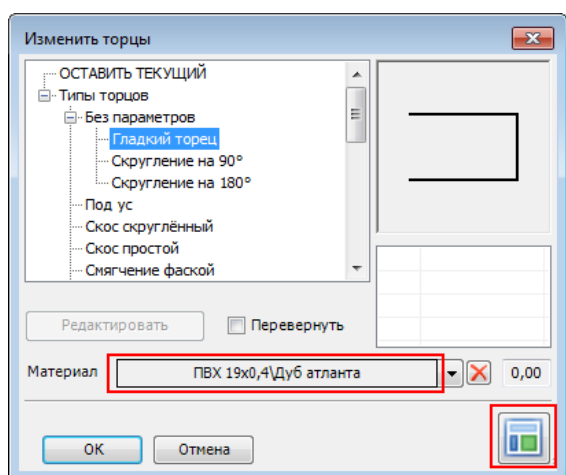 Изменить торцы
ОСТАВИТЬ ТЕКУЩИЙ
Типы торцов
Без параметров
Гладкий торец
Скругление на 90°
Скругление на 180°
Под ус
Скос скруглённый
Скос простой
Смягчение фаской
Редактировать
Перевернуть
Материал
ПВХ 19х0,4\Дуб атланта
0,00
ОК
Отмена